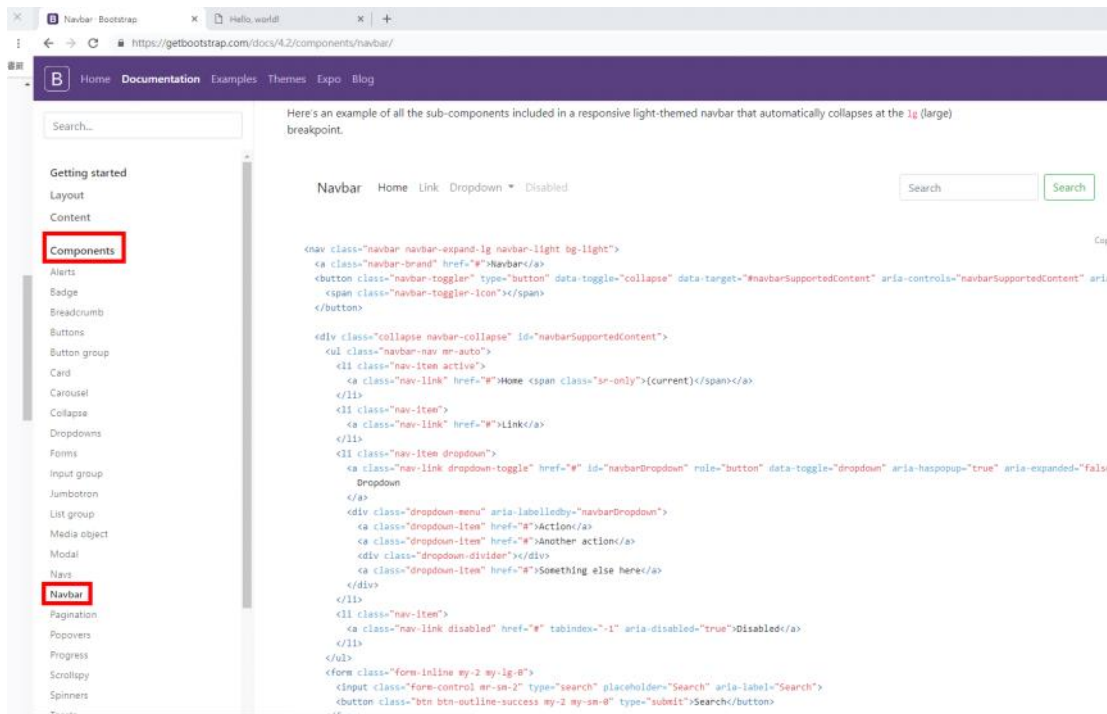 Navbar · Bootstrap
Hello, world!
https://getbootstrap.com/docs/4.2/components/navbar/
B Home Documentation Examples Themes Expo Blog
Search...
Getting started
Layout
Content
Components
Alerts
Badge
Breadcrumb
Buttons
Button group
Card
Carousel
Collapse
Dropdowns
Forms
Input group
Jumbotron
List group
Media object
Modal
Navs
Navbar
Pagination
Popovers
Progress
Scrollspy
Spinners
Here's an example of all the sub-components included in a responsive light-themed navbar that automatically collapses at the lg (large)
breakpoint.
Navbar Home Link Dropdown Disabled Search Search
Cop
<nav class="navbar navbar-expand-lg navbar-light bg-light">
<a class="navbar-brand" href="#">Navbar</a>
<button class="navbar-toggler" type="button" data-toggle="collapse" data-target="#navbarSupportedContent" aria-controls="navbarSupportedContent" ari
<span class="navbar-toggler-icon"></span>
</button>
<div class="collapse navbar-collapse" id="navbarSupportedContent">
<ul class="navbar-nav mr-auto">
<li class="nav-item active">
<a class="nav-link" href="#">Home <span class="sr-only">(current)</span></a>
</li>
<li class="nav-item">
<a class="nav-link" href="#">Link</a>
</li>
<li class="nav-item dropdown">
<a class="nav-link dropdown-toggle" href="#" id="navbarDropdown" role="button" data-toggle="dropdown" aria-haspopup="true" aria-expanded="fals
Dropdown
</a>
<div class="dropdown-menu" aria-labelledby="navbarDropdown">
<a class="dropdown-item" href="#">Action</a>
<a class="dropdown-item" href="#">Another action</a>
<div class="dropdown-divider"></div>
<a class="dropdown-item" href="#">Something else here</a>
</div>
</li>
<li class="nav-item">
<a class="nav-link disabled" href="#" tabindex="-1" aria-disabled="true">Disabled</a>
</li>
</ul>
<form class="form-inline my-2 my-lg-0">
<input class="form-control mr-sm-2" type="search" placeholder="Search" aria-label="Search">
<button class="btn btn-outline-success my-2 my-sm-0" type="submit">Search</button>